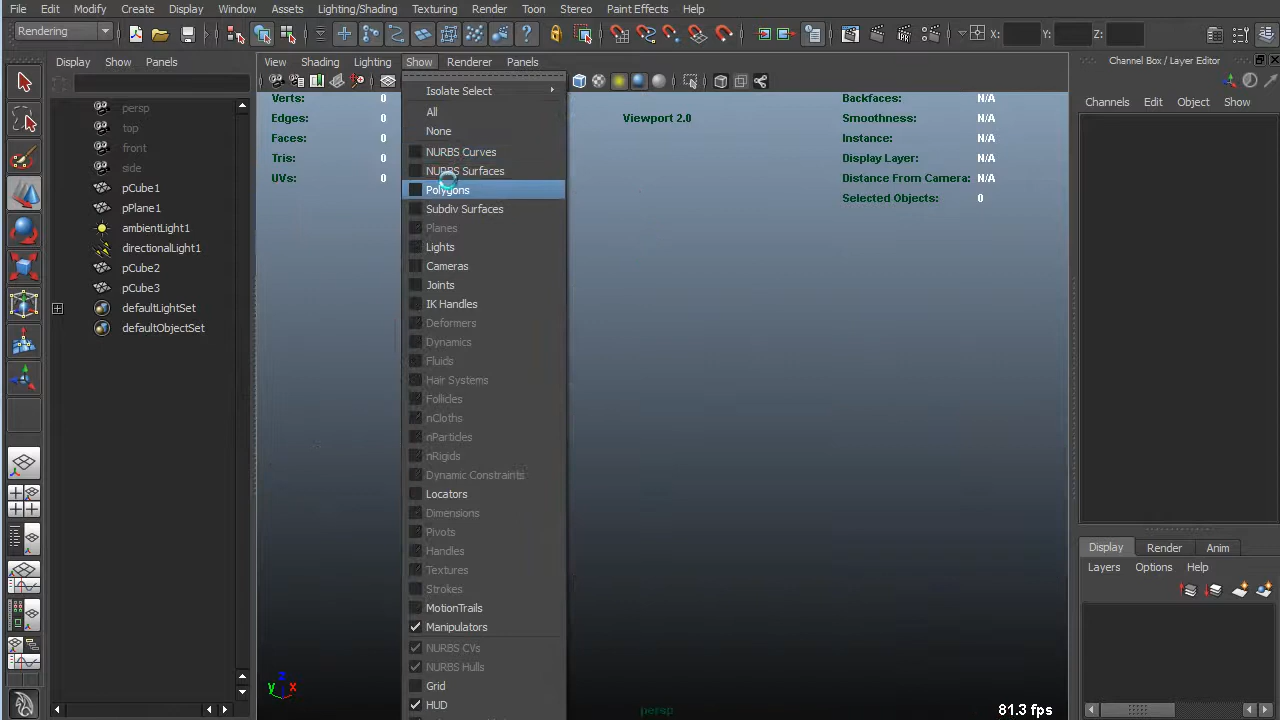 File Edit Modify Create Display Window Assets Lighting/Shading Texturing Render Toon Stereo Paint Effects Help
Rendering X: Y: Z:
Display Show Panels
View Shading Lighting Show Renderer Panels
Channel Box / Layer Editor
Channels Edit Object Show
persp
top
front
side
pCube1
pPlane1
ambientLight1
directionalLight1
pCube2
pCube3
defaultLightSet
defaultObjectSet
Verts: 0
Edges: 0
Faces: 0
Tris: 0
UVs: 0
Isolate Select
All
None
NURBS Curves
NURBS Surfaces
Polygons
Subdiv Surfaces
Planes
Lights
Cameras
Joints
IK Handles
Deformers
Dynamics
Fluids
Hair Systems
Follicles
nCloths
nParticles
nRigids
Dynamic Constraints
Locators
Dimensions
Pivots
Handles
Textures
Strokes
MotionTrails
Manipulators
NURBS CVs
NURBS Hulls
Grid
HUD
Viewport 2.0
Backfaces: N/A
Smoothness: N/A
Instance: N/A
Display Layer: N/A
Distance From Camera: N/A
Selected Objects: 0
z
y x
persp
81.3 fps
Display Render Anim
Layers Options Help